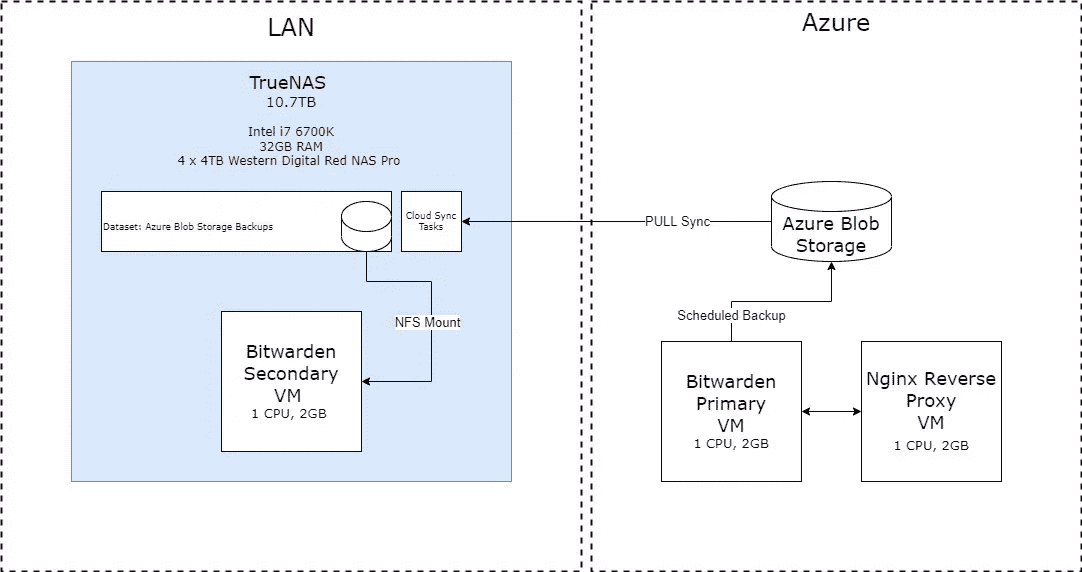 LAN
TrueNAS
10.7TB
Intel i7 6700K
32GB RAM
4 x 4TB Western Digital Red NAS Pro
Dataset: Azure Blob Storage Backups
Cloud Sync
Tasks
NFS Mount
Bitwarden
Secondary
VM
1 CPU, 2GB
Azure
PULL Sync
Azure Blob
Storage
Scheduled Backup
Bitwarden
Primary
VM
1 CPU, 2GB
Nginx Reverse
Proxy
VM
1 CPU, 2GB